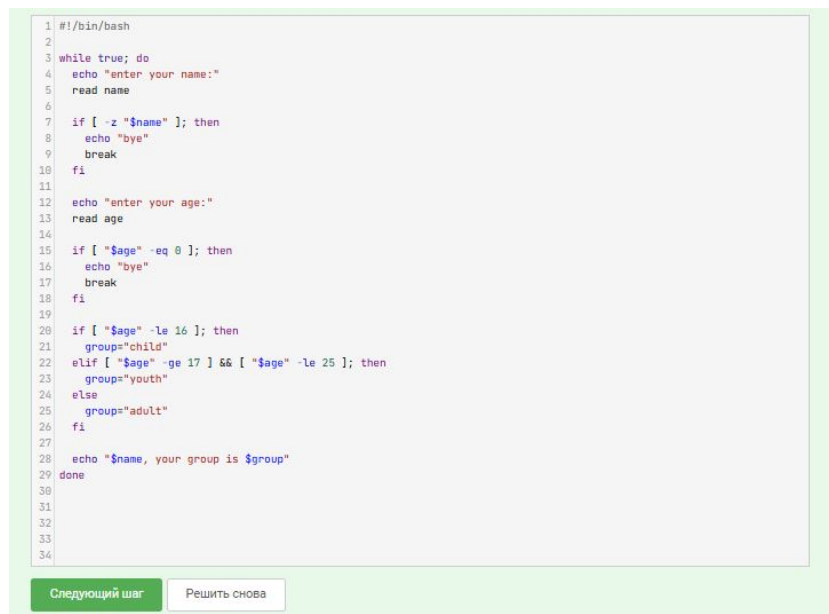 1 #!/bin/bash
2
3 while true; do
4   echo "enter your name:"
5   read name
6
7   if [ -z "$name" ]; then
8     echo "bye"
9     break
10   fi
11
12   echo "enter your age:"
13   read age
14
15   if [ "$age" -eq 0 ]; then
16     echo "bye"
17     break
18   fi
19
20   if [ "$age" -le 16 ]; then
21     group="child"
22   elif [ "$age" -ge 17 ] && [ "$age" -le 25 ]; then
23     group="youth"
24   else
25     group="adult"
26   fi
27
28   echo "$name, your group is $group"
29 done
30
31
32
33
34
Следующий шаг Решить снова